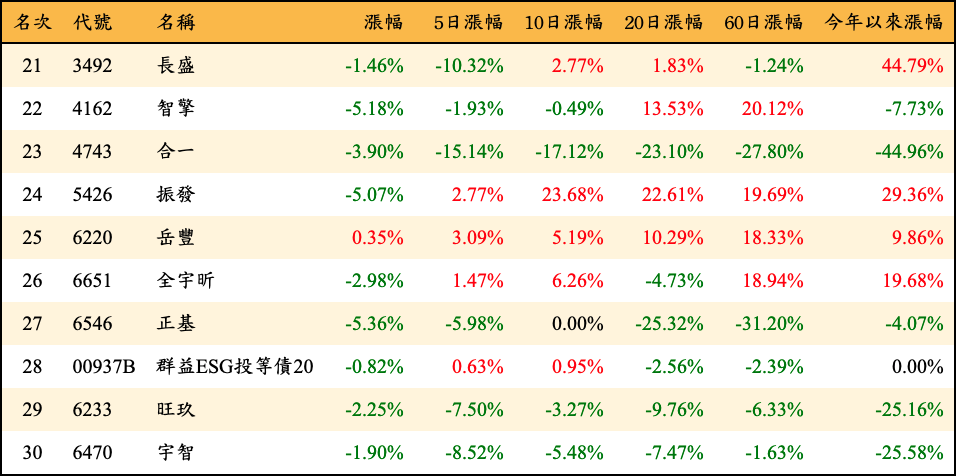 名次 代號 名稱 漲幅 5日漲幅 10日漲幅 20日漲幅 60日漲幅 今年以來漲幅
21 3492 長盛 -1.46% -10.32% 2.77% 1.83% -1.24% 44.79%
22 4162 智擎 -5.18% -1.93% -0.49% 13.53% 20.12% -7.73%
23 4743 合一 -3.90% -15.14% -17.12% -23.10% -27.80% -44.96%
24 5426 振發 -5.07% 2.77% 23.68% 22.61% 19.69% 29.36%
25 6220 岳豐 0.35% 3.09% 5.19% 10.29% 18.33% 9.86%
26 6651 全宇昕 -2.98% 1.47% 6.26% -4.73% 18.94% 19.68%
27 6546 正基 -5.36% -5.98% 0.00% -25.32% -31.20% -4.07%
28 00937B 群益ESG投等債20 -0.82% 0.63% 0.95% -2.56% -2.39% 0.00%
29 6233 旺玖 -2.25% -7.50% -3.27% -9.76% -6.33% -25.16%
30 6470 宇智 -1.90% -8.52% -5.48% -7.47% -1.63% -25.58%